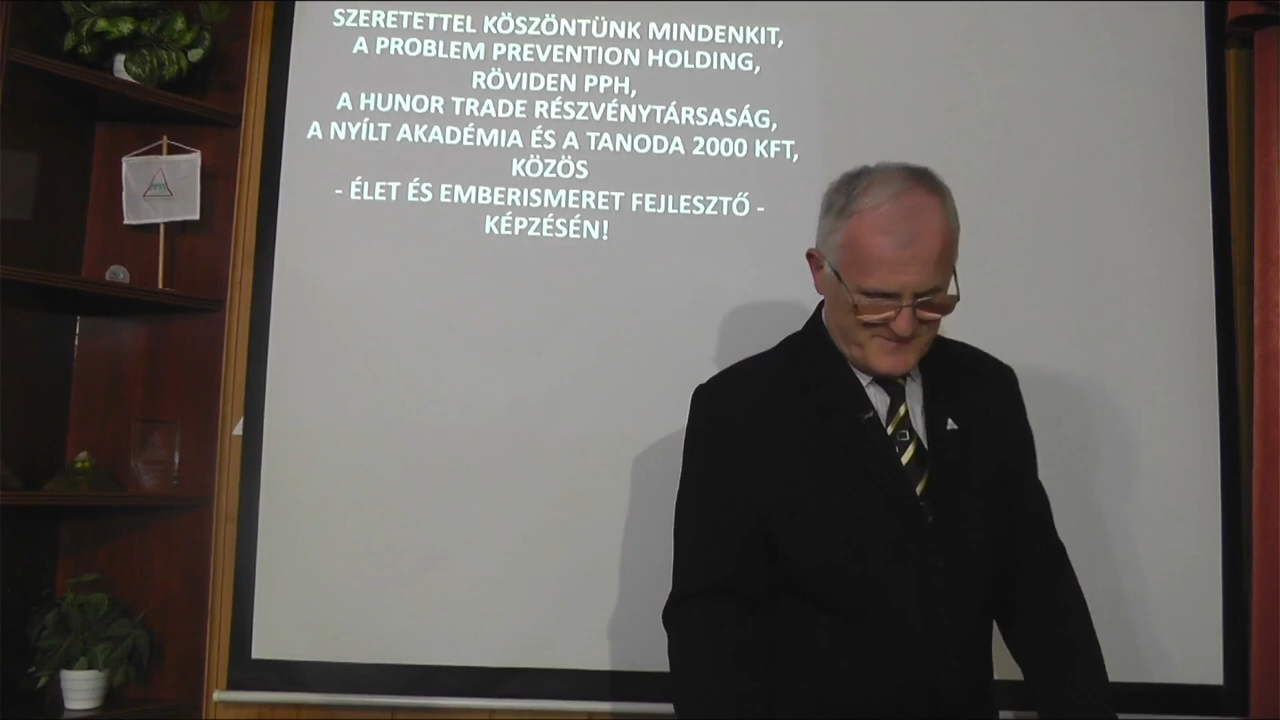 SZERETETTEL KÖSZÖNTÜNK MINDENKIT,
A PROBLEM PREVENTION HOLDING,
RÖVIDEN PPH,
A HUNOR TRADE RÉSZVÉNYTÁRSASÁG,
A NYÍLT AKADÉMIA ÉS A TANODA 2000 KFT,
KÖZÖS
- ÉLET ÉS EMBERISMERET FEJLESZTŐ -
KÉPZÉSÉN!